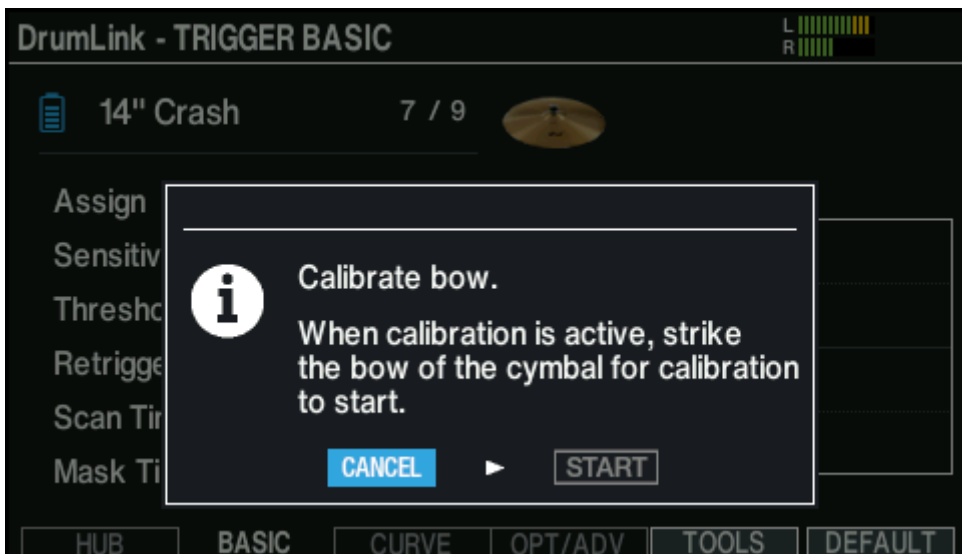 DrumLink - TRIGGER BASIC
L
R
14" Crash 7 / 9
Assign
Sensitiv
Thresho
Retrigge
Scan Tir
Mask Ti
Calibrate bow.
When calibration is active, strike
the bow of the cymbal for calibration
to start.
CANCEL ► START
HUB BASIC CURVE OPT/ADV TOOLS DEFAULT